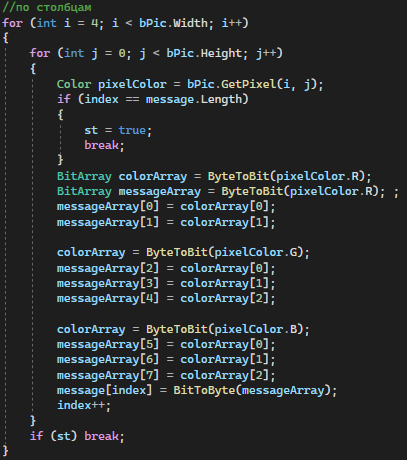 //по столбцам
for (int i = 4; i < bPic.Width; i++)
{
for (int j = 0; j < bPic.Height; j++)
{
Color pixelColor = bPic.GetPixel(i, j);
if (index == message.Length)
{
st = true;
break;
}
BitArray colorArray = ByteToBit(pixelColor.R);
BitArray messageArray = ByteToBit(pixelColor.R); ;
messageArray[0] = colorArray[0];
messageArray[1] = colorArray[1];

colorArray = ByteToBit(pixelColor.G);
messageArray[2] = colorArray[0];
messageArray[3] = colorArray[1];
messageArray[4] = colorArray[2];

colorArray = ByteToBit(pixelColor.B);
messageArray[5] = colorArray[0];
messageArray[6] = colorArray[1];
messageArray[7] = colorArray[2];
message[index] = BitToByte(messageArray);
index++;
}
if (st) break;
}